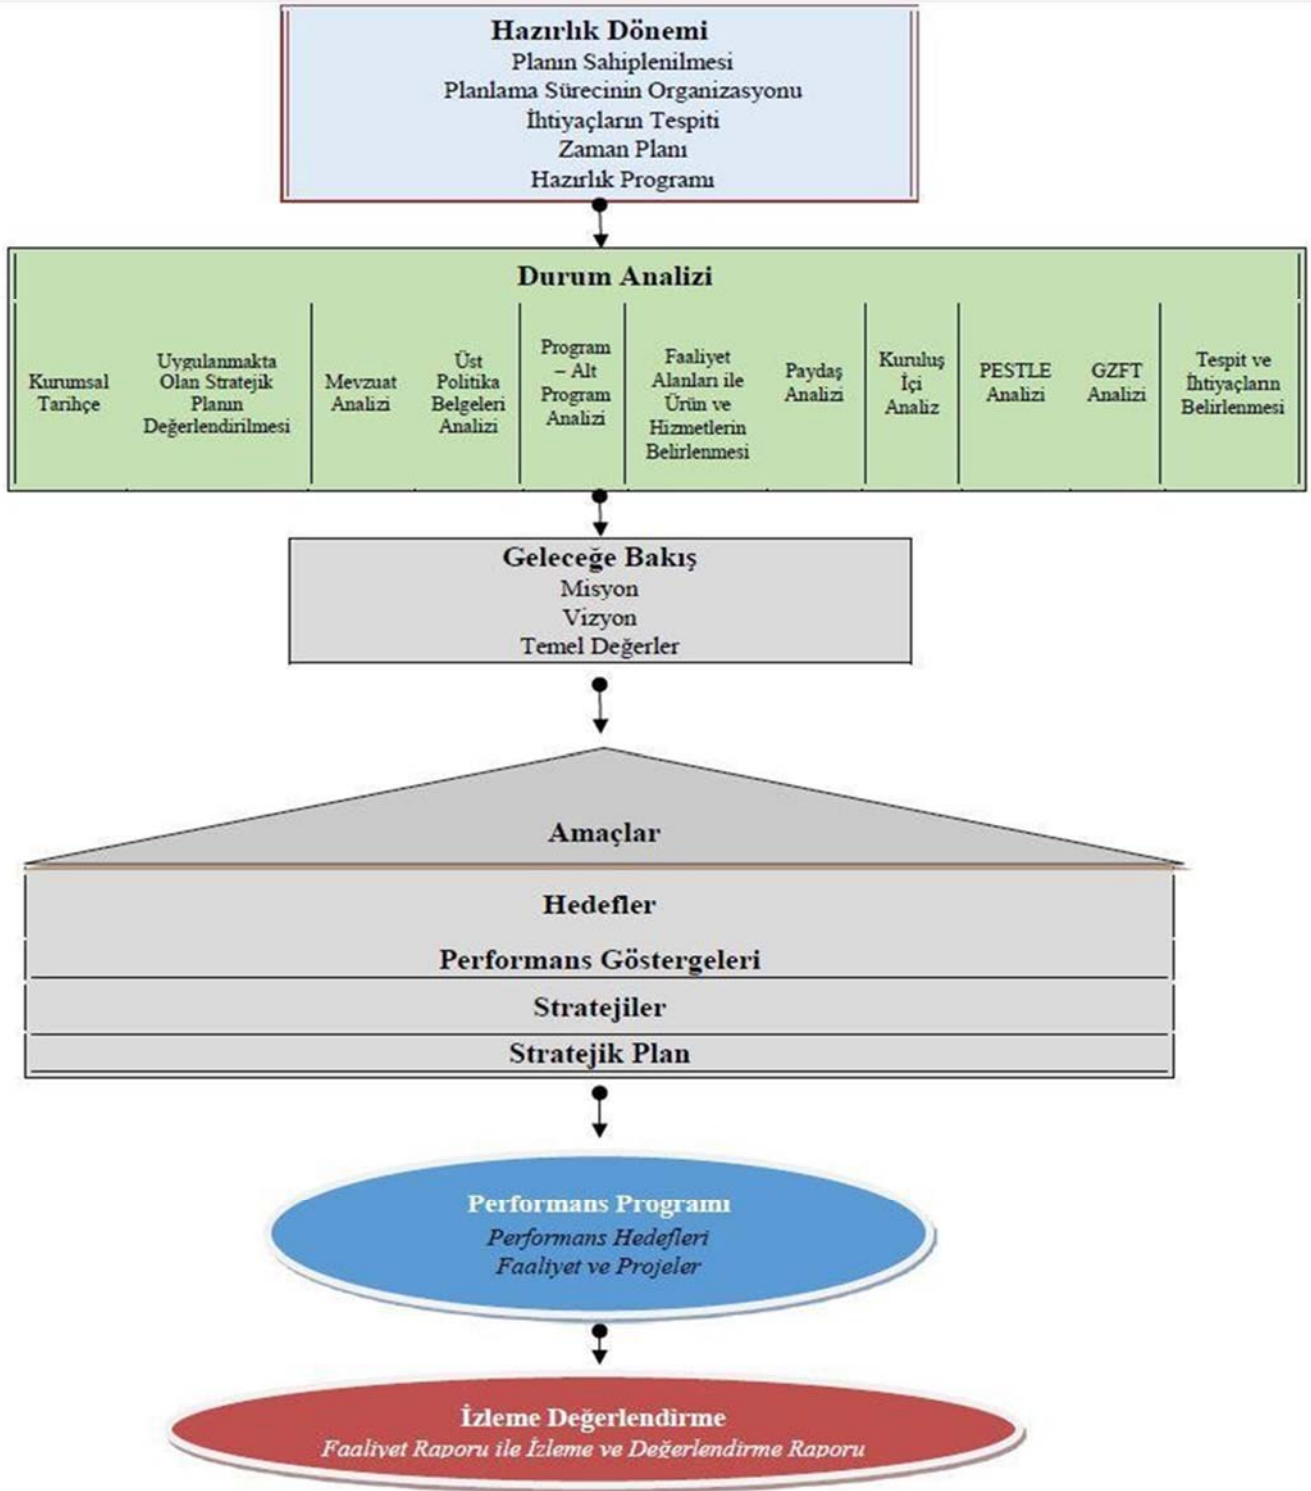 Hazırlık Dönemi
Planın Sahiplenilmesi
Planlama Sürecinin Organizasyonu
İhtiyaçların Tespiti
Zaman Planı
Hazırlık Programı
Durum Analizi
Kurumsal
Tarihçe
Uygulanmakta
Olan Stratejik
Planın
Değerlendirilmesi
Mevzuat
Analizi
Üst
Politika
Belgeleri
Analizi
Program
– Alt
Program
Analizi
Faaliyet
Alanları ile
Ürün ve
Hizmetlerin
Belirlenmesi
Paydaş
Analizi
Kuruluş
İçi
Analiz
PESTLE
Analizi
GZFT
Analizi
Tespit ve
İhtiyaçların
Belirlenmesi
Geleceğe Bakış
Misyon
Vizyon
Temel Değerler
Amaçlar
Hedefler
Performans Göstergeleri
Stratejiler
Stratejik Plan
Performans Programı
Performans Hedefleri
Faaliyet ve Projeler
İzleme Değerlendirme
Faaliyet Raporu ile İzleme ve Değerlendirme Raporu